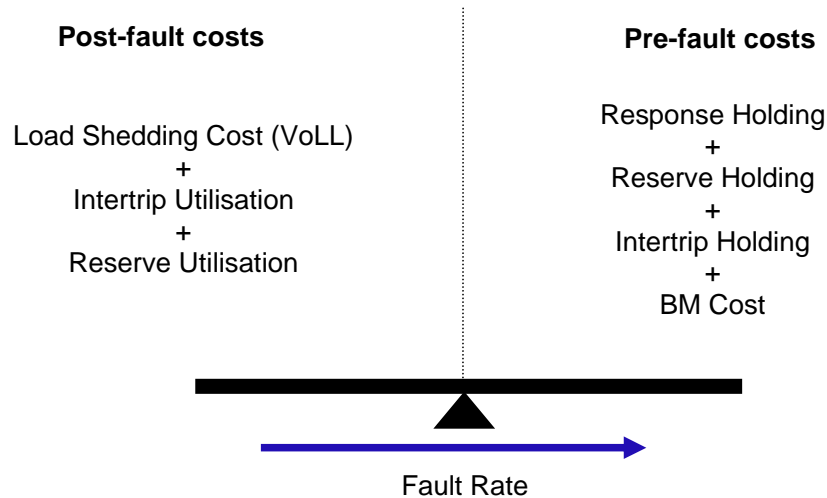 Post-fault costs
Load Shedding Cost (VoLL)
+
Intertrip Utilisation
+
Reserve Utilisation
Pre-fault costs
Response Holding
+
Reserve Holding
+
Intertrip Holding
+
BM Cost
Fault Rate